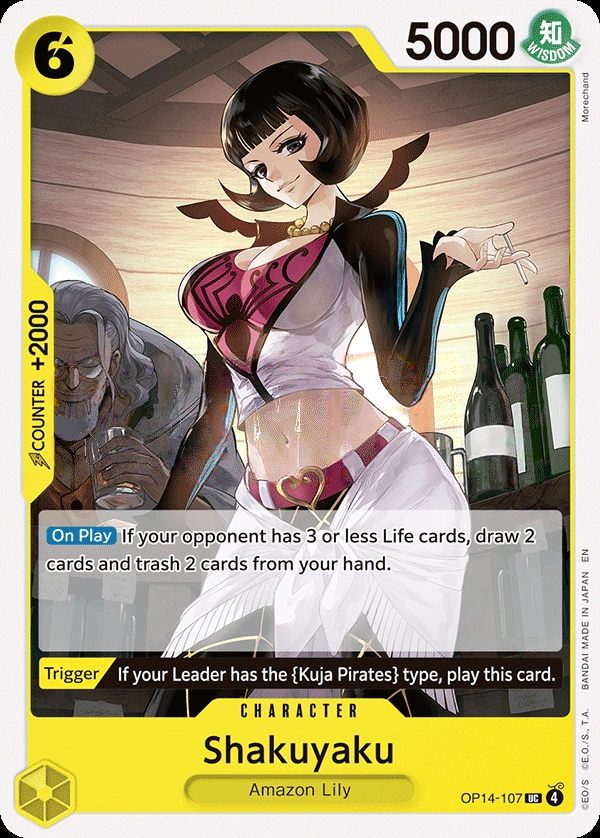 6
5000
知
WISDOM
Morechand
COUNTER +2000
On Play If your opponent has 3 or less Life cards, draw 2
cards and trash 2 cards from your hand.
Trigger If your Leader has the {Kuja Pirates} type, play this card.
CHARACTER
Shakuyaku
Amazon Lily
OP14-107 UC 4
©EO/S ©E.O./S., T.A. BANDAI MADE IN JAPAN EN